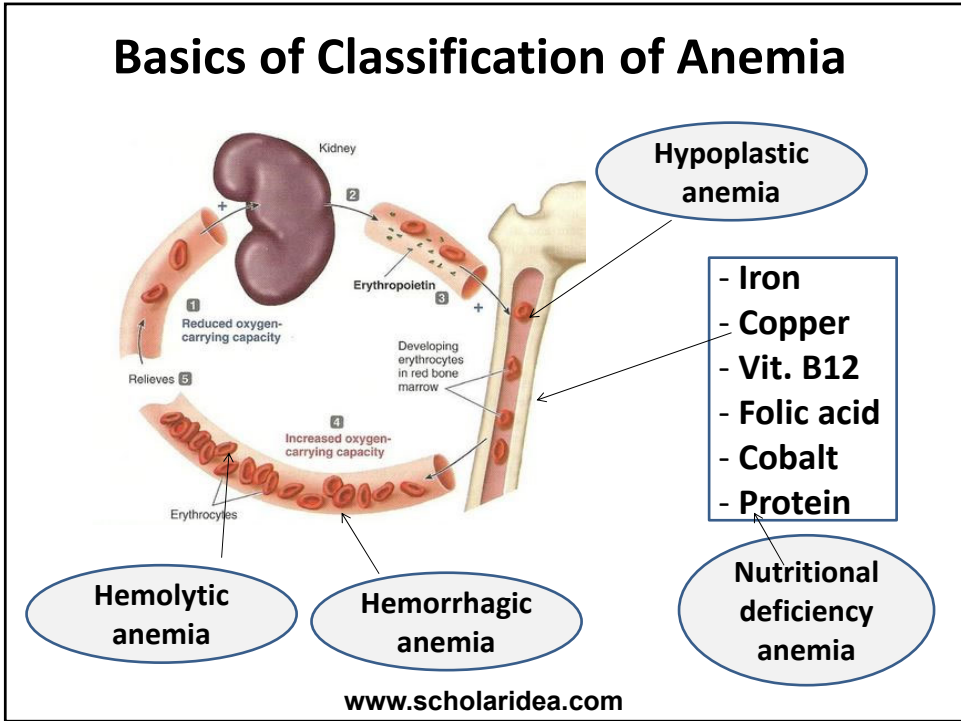 Basics of Classification of Anemia
Kidney
Hypoplastic
anemia
+
2
Erythropoietin
3
+
1
Reduced oxygen-
carrying capacity
- Iron
- Copper
- Vit. B12
- Folic acid
- Cobalt
- Protein
Developing
erythrocytes
in red bone
marrow
Relieves 5
4
Increased oxygen-
carrying capacity
Erythrocytes
Hemolytic
anemia
Hemorrhagic
anemia
Nutritional
deficiency
anemia
www.scholaridea.com